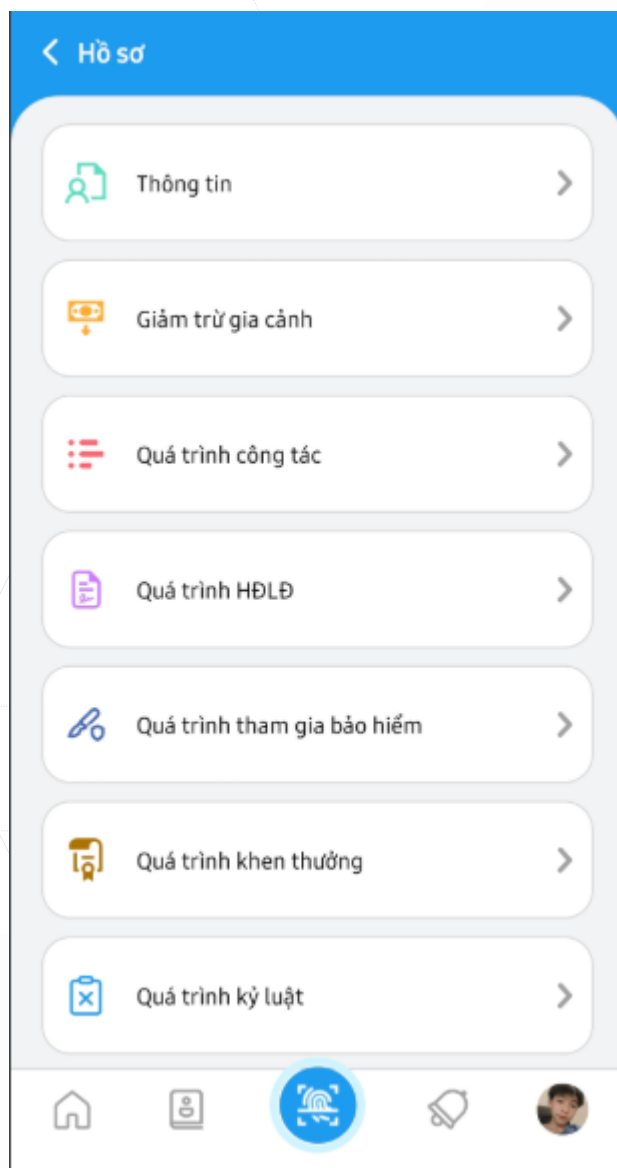 Hồ sơ
Thông tin
Giảm trừ gia cảnh
Quá trình công tác
Quá trình HĐLĐ
Quá trình tham gia bảo hiểm
Quá trình khen thưởng
Quá trình kỷ luật